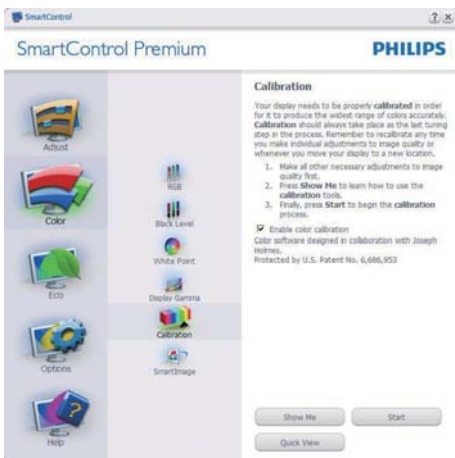 SmartControl
SmartControl Premium
PHILIPS
Adjust
Color
Eco
Options
Help
RGB
Black Level
White Point
Display Gamma
Calibration
SmartImage
Calibration
Your display needs to be properly calibrated in order
for it to produce the widest range of colors accurately.
Calibration should always take place as the last tuning
step in the process. Remember to recalibrate any time
you make individual adjustments to image quality or
whenever you move your display to a new location.
1. Make all other necessary adjustments to image
quality first.
2. Press Show Me to learn how to use the
calibration tools.
3. Finally, press Start to begin the calibration
process.
Enable color calibration
Color software designed in collaboration with Joseph
Holmes.
Protected by U.S. Patent No. 6,686,953
Show Me
Start
Quick View